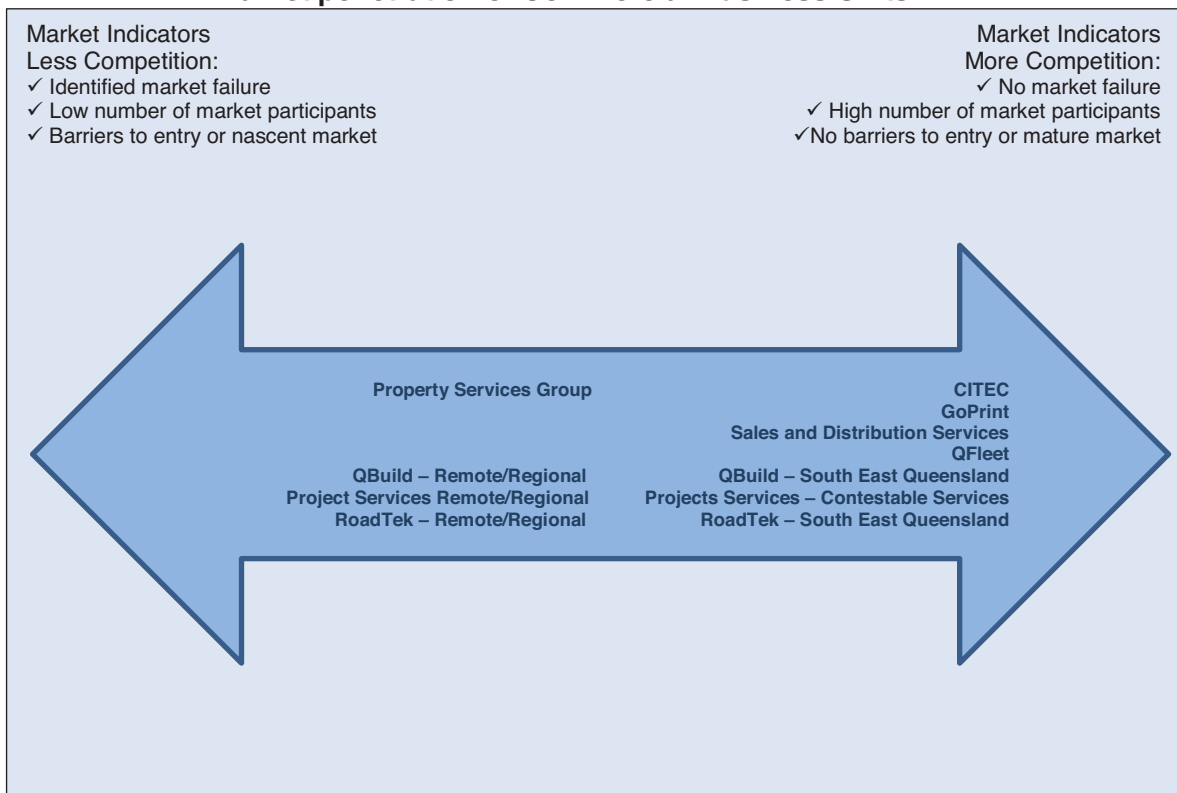 Market Indicators
Less Competition:
✓ Identified market failure
✓ Low number of market participants
✓ Barriers to entry or nascent market
Market Indicators
More Competition:
✓ No market failure
✓ High number of market participants
✓No barriers to entry or mature market
Property Services Group
QBuild – Remote/Regional
Project Services Remote/Regional
RoadTek – Remote/Regional
CITEC
GoPrint
Sales and Distribution Services
QFleet
QBuild – South East Queensland
Projects Services – Contestable Services
RoadTek – South East Queensland